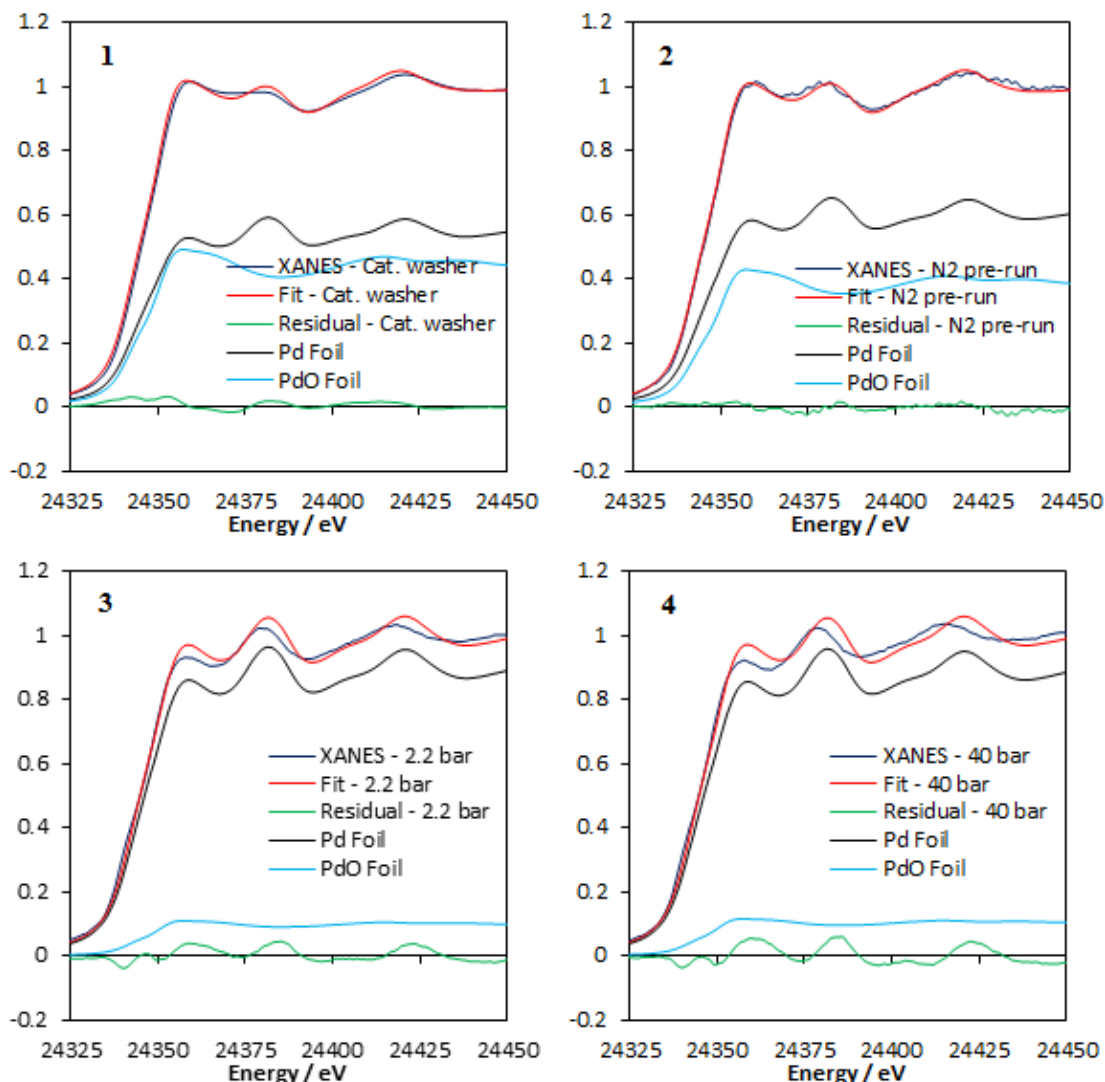 1
1.2
1
0.8
0.6
0.4
0.2
0
-0.2
XANES - Cat. washer
Fit - Cat. washer
Residual - Cat. washer
Pd Foil
PdO Foil
24325 24350 24375 24400 24425 24450
Energy / eV
2
1.2
1
0.8
0.6
0.4
0.2
0
-0.2
XANES - N2 pre-run
Fit - N2 pre-run
Residual - N2 pre-run
Pd Foil
PdO Foil
24325 24350 24375 24400 24425 24450
Energy / eV
3
1.2
1
0.8
0.6
0.4
0.2
0
-0.2
XANES - 2.2 bar
Fit - 2.2 bar
Residual - 2.2 bar
Pd Foil
PdO Foil
24325 24350 24375 24400 24425 24450
Energy / eV
4
1.2
1
0.8
0.6
0.4
0.2
0
-0.2
XANES - 40 bar
Fit - 40 bar
Residual - 40 bar
Pd Foil
PdO Foil
24325 24350 24375 24400 24425 24450
Energy / eV